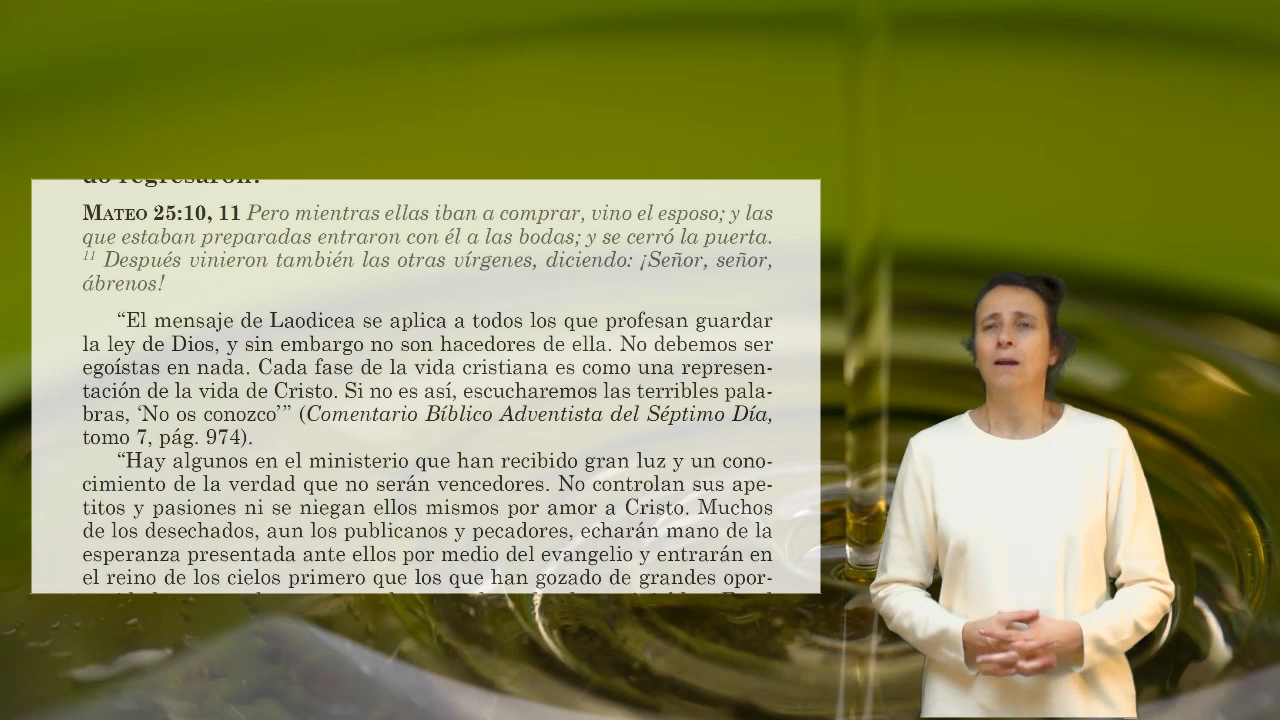 do regresaron?
MATEO 25:10, 11 Pero mientras ellas iban a comprar, vino el esposo; y las
que estaban preparadas entraron con él a las bodas; y se cerró la puerta.
11 Después vinieron también las otras vírgenes, diciendo: ¡Señor, señor,
ábrenos!
“El mensaje de Laodicea se aplica a todos los que profesan guardar
la ley de Dios, y sin embargo no son hacedores de ella. No debemos ser
egoístas en nada. Cada fase de la vida cristiana es como una represen-
tación de la vida de Cristo. Si no es así, escucharemos las terribles pala-
bras, ‘No os conozco’” (Comentario Bíblico Adventista del Séptimo Día,
tomo 7, pág. 974).
“Hay algunos en el ministerio que han recibido gran luz y un cono-
cimiento de la verdad que no serán vencedores. No controlan sus ape-
titos y pasiones ni se niegan ellos mismos por amor a Cristo. Muchos
de los desechados, aun los publicanos y pecadores, echarán mano de la
esperanza presentada ante ellos por medio del evangelio y entrarán en
el reino de los cielos primero que los que han gozado de grandes opor-